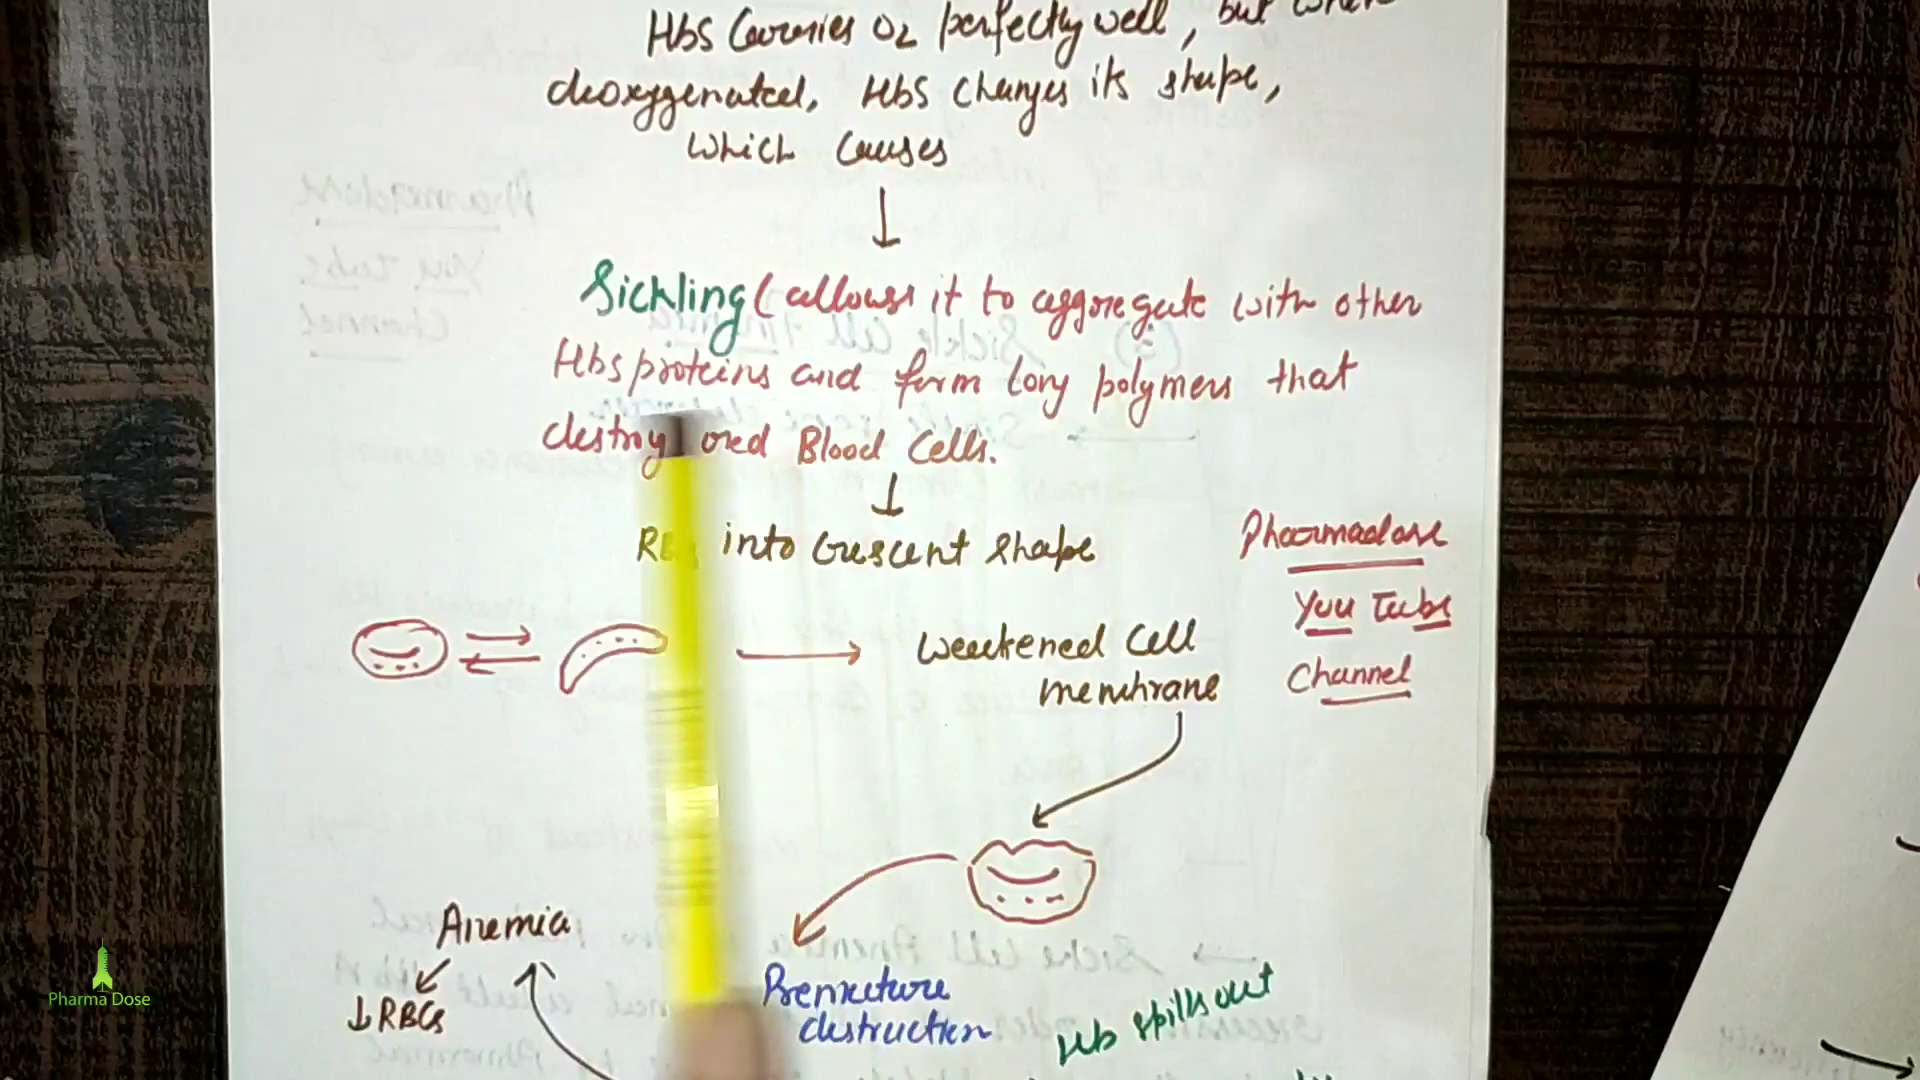 HbS Carries O2 perfectly well, but when
deoxygenated, HbS Changes its shape,
which Causes
↓
Sickling (allows it to aggregate with other
Hbs proteins and form long polymers that
destroy red Blood Cells.
↓
into Crescent shape
Pharmadose
You Tube
Channel
Weakened Cell
membrane
Anemia
↓RBCs
Premature
destruction
Hb spills out
Pharma Dose